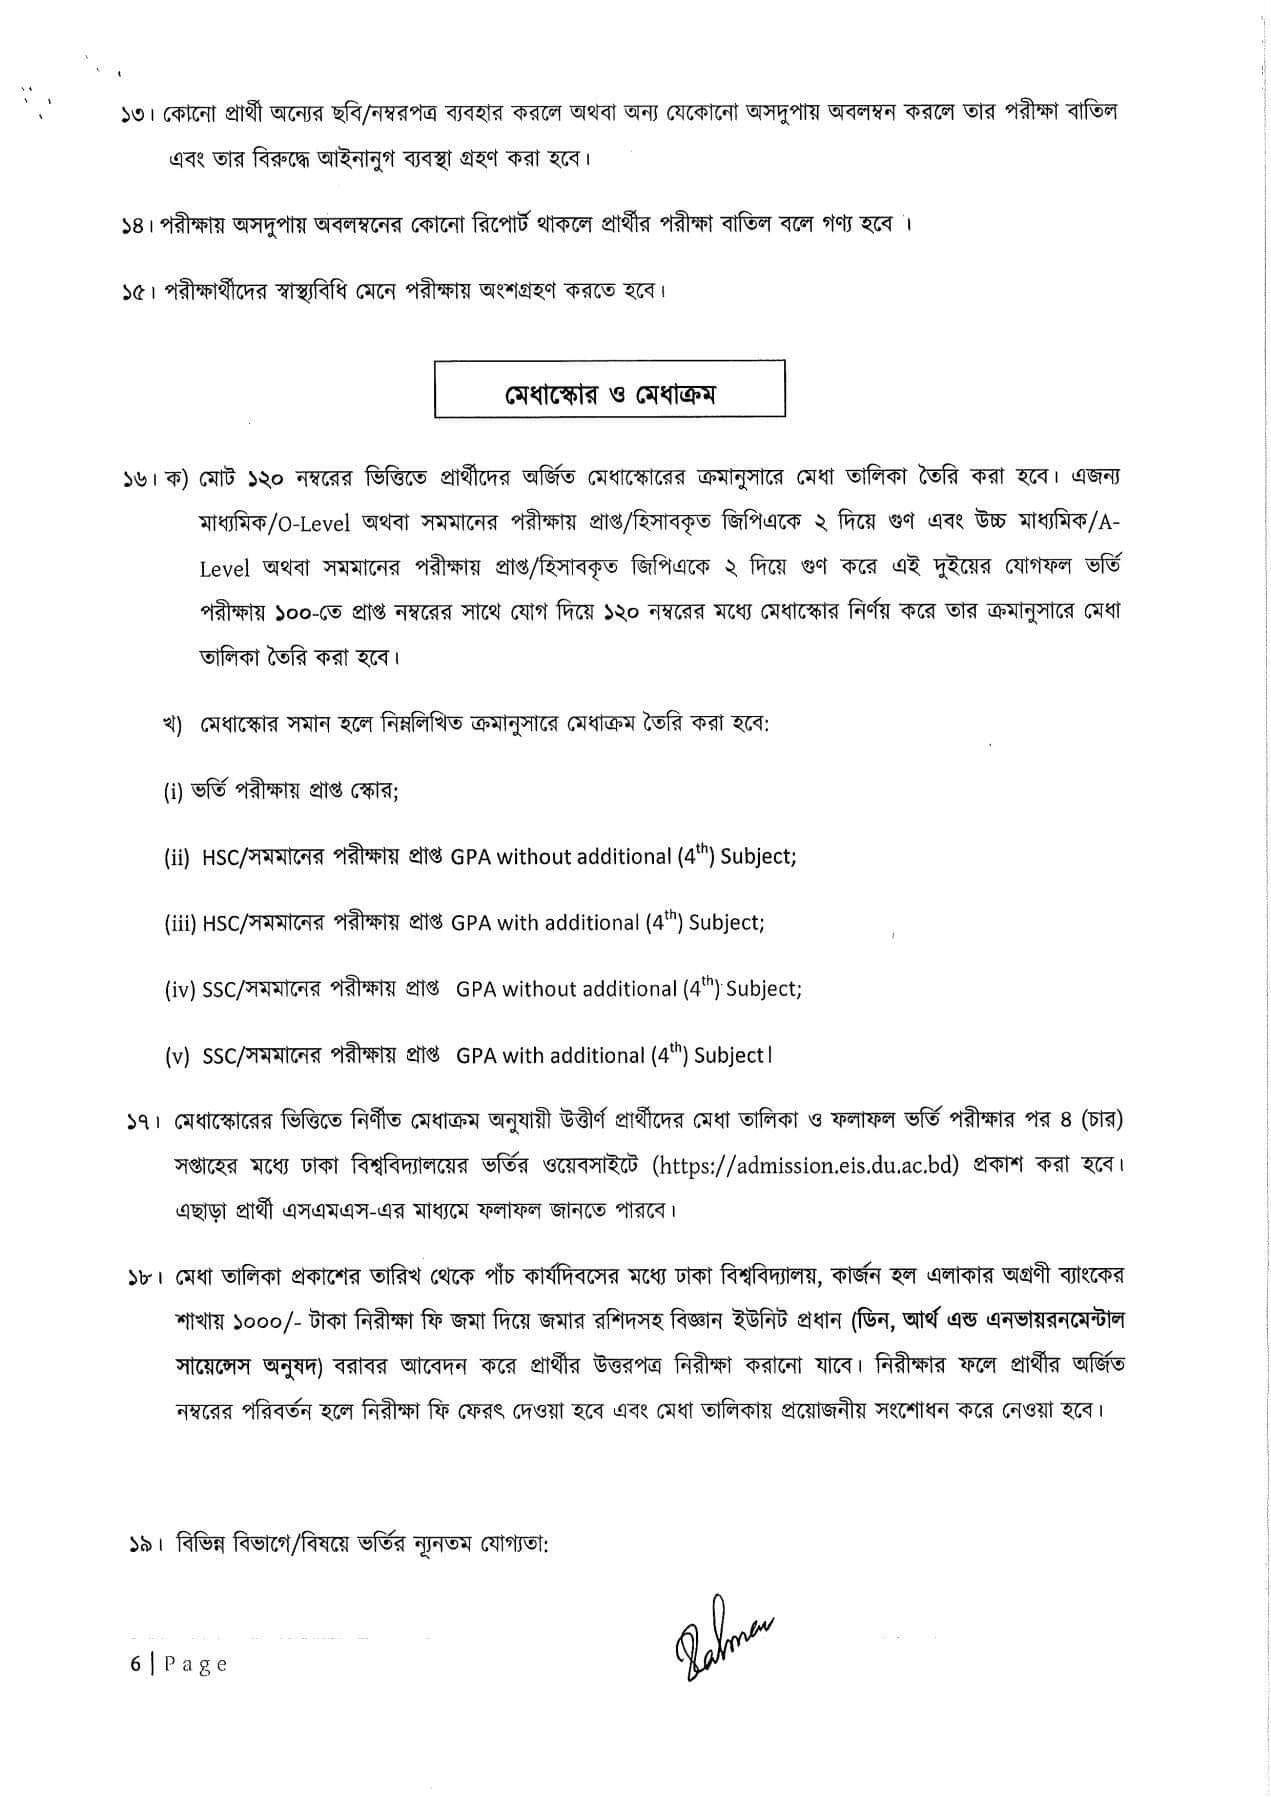 ১৩। কোনো প্রার্থী অন্যের ছবি/নম্বরপত্র ব্যবহার করলে অথবা অন্য যেকোনো অসদুপায় অবলম্বন করলে তার পরীক্ষা বাতিল
এবং তার বিরুদ্ধে আইনানুগ ব্যবস্থা গ্রহণ করা হবে।
১৪। পরীক্ষায় অসদুপায় অবলম্বনের কোনো রিপোর্ট থাকলে প্রার্থীর পরীক্ষা বাতিল বলে গণ্য হবে ।
১৫। পরীক্ষার্থীদের স্বাস্থ্যবিধি মেনে পরীক্ষায় অংশগ্রহণ করতে হবে।
মেধাস্কোর ও মেধাক্রম
১৬। ক) মোট ১২০ নম্বরের ভিত্তিতে প্রার্থীদের অর্জিত মেধাস্কোরের ক্রমানুসারে মেধা তালিকা তৈরি করা হবে। এজন্য
মাধ্যমিক/O-Level অথবা সমমানের পরীক্ষায় প্রাপ্ত/হিসাবকৃত জিপিএকে ২ দিয়ে গুণ এবং উচ্চ মাধ্যমিক/A-
Level অথবা সমমানের পরীক্ষায় প্রাপ্ত/হিসাবকৃত জিপিএকে ২ দিয়ে গুণ করে এই দুইয়ের যোগফল ভর্তি
পরীক্ষায় ১০০-তে প্রাপ্ত নম্বরের সাথে যোগ দিয়ে ১২০ নম্বরের মধ্যে মেধাস্কোর নির্ণয় করে তার ক্রমানুসারে মেধা
তালিকা তৈরি করা হবে।
খ) মেধাস্কোর সমান হলে নিম্নলিখিত ক্রমানুসারে মেধাক্রম তৈরি করা হবে:
(i) ভর্তি পরীক্ষায় প্রাপ্ত স্কোর;
(ii) HSC/সমমানের পরীক্ষায় প্রাপ্ত GPA without additional (4th) Subject;
(iii) HSC/সমমানের পরীক্ষায় প্রাপ্ত GPA with additional (4th) Subject;
(iv) SSC/সমমানের পরীক্ষায় প্রাপ্ত GPA without additional (4th) Subject;
(v) SSC/সমমানের পরীক্ষায় প্রাপ্ত GPA with additional (4th) Subject।
১৭। মেধাস্কোরের ভিত্তিতে নির্ণীত মেধাক্রম অনুযায়ী উত্তীর্ণ প্রার্থীদের মেধা তালিকা ও ফলাফল ভর্তি পরীক্ষার পর ৪ (চার)
সপ্তাহের মধ্যে ঢাকা বিশ্ববিদ্যালয়ের ভর্তির ওয়েবসাইটে (https://admission.eis.du.ac.bd) প্রকাশ করা হবে।
এছাড়া প্রার্থী এসএমএস-এর মাধ্যমে ফলাফল জানতে পারবে।
১৮। মেধা তালিকা প্রকাশের তারিখ থেকে পাঁচ কার্যদিবসের মধ্যে ঢাকা বিশ্ববিদ্যালয়, কার্জন হল এলাকার অগ্রণী ব্যাংকের
শাখায় ১০০০/- টাকা নিরীক্ষা ফি জমা দিয়ে জমার রশিদসহ বিজ্ঞান ইউনিট প্রধান (ডিন, আর্থ এন্ড এনভায়রনমেন্টাল
সায়েন্সেস অনুষদ) বরাবর আবেদন করে প্রার্থীর উত্তরপত্র নিরীক্ষা করানো যাবে। নিরীক্ষার ফলে প্রার্থীর অর্জিত
নম্বরের পরিবর্তন হলে নিরীক্ষা ফি ফেরৎ দেওয়া হবে এবং মেধা তালিকায় প্রয়োজনীয় সংশোধন করে নেওয়া হবে।
১৯। বিভিন্ন বিভাগে/বিষয়ে ভর্তির ন্যূনতম যোগ্যতা:
Rahman
6 | Page